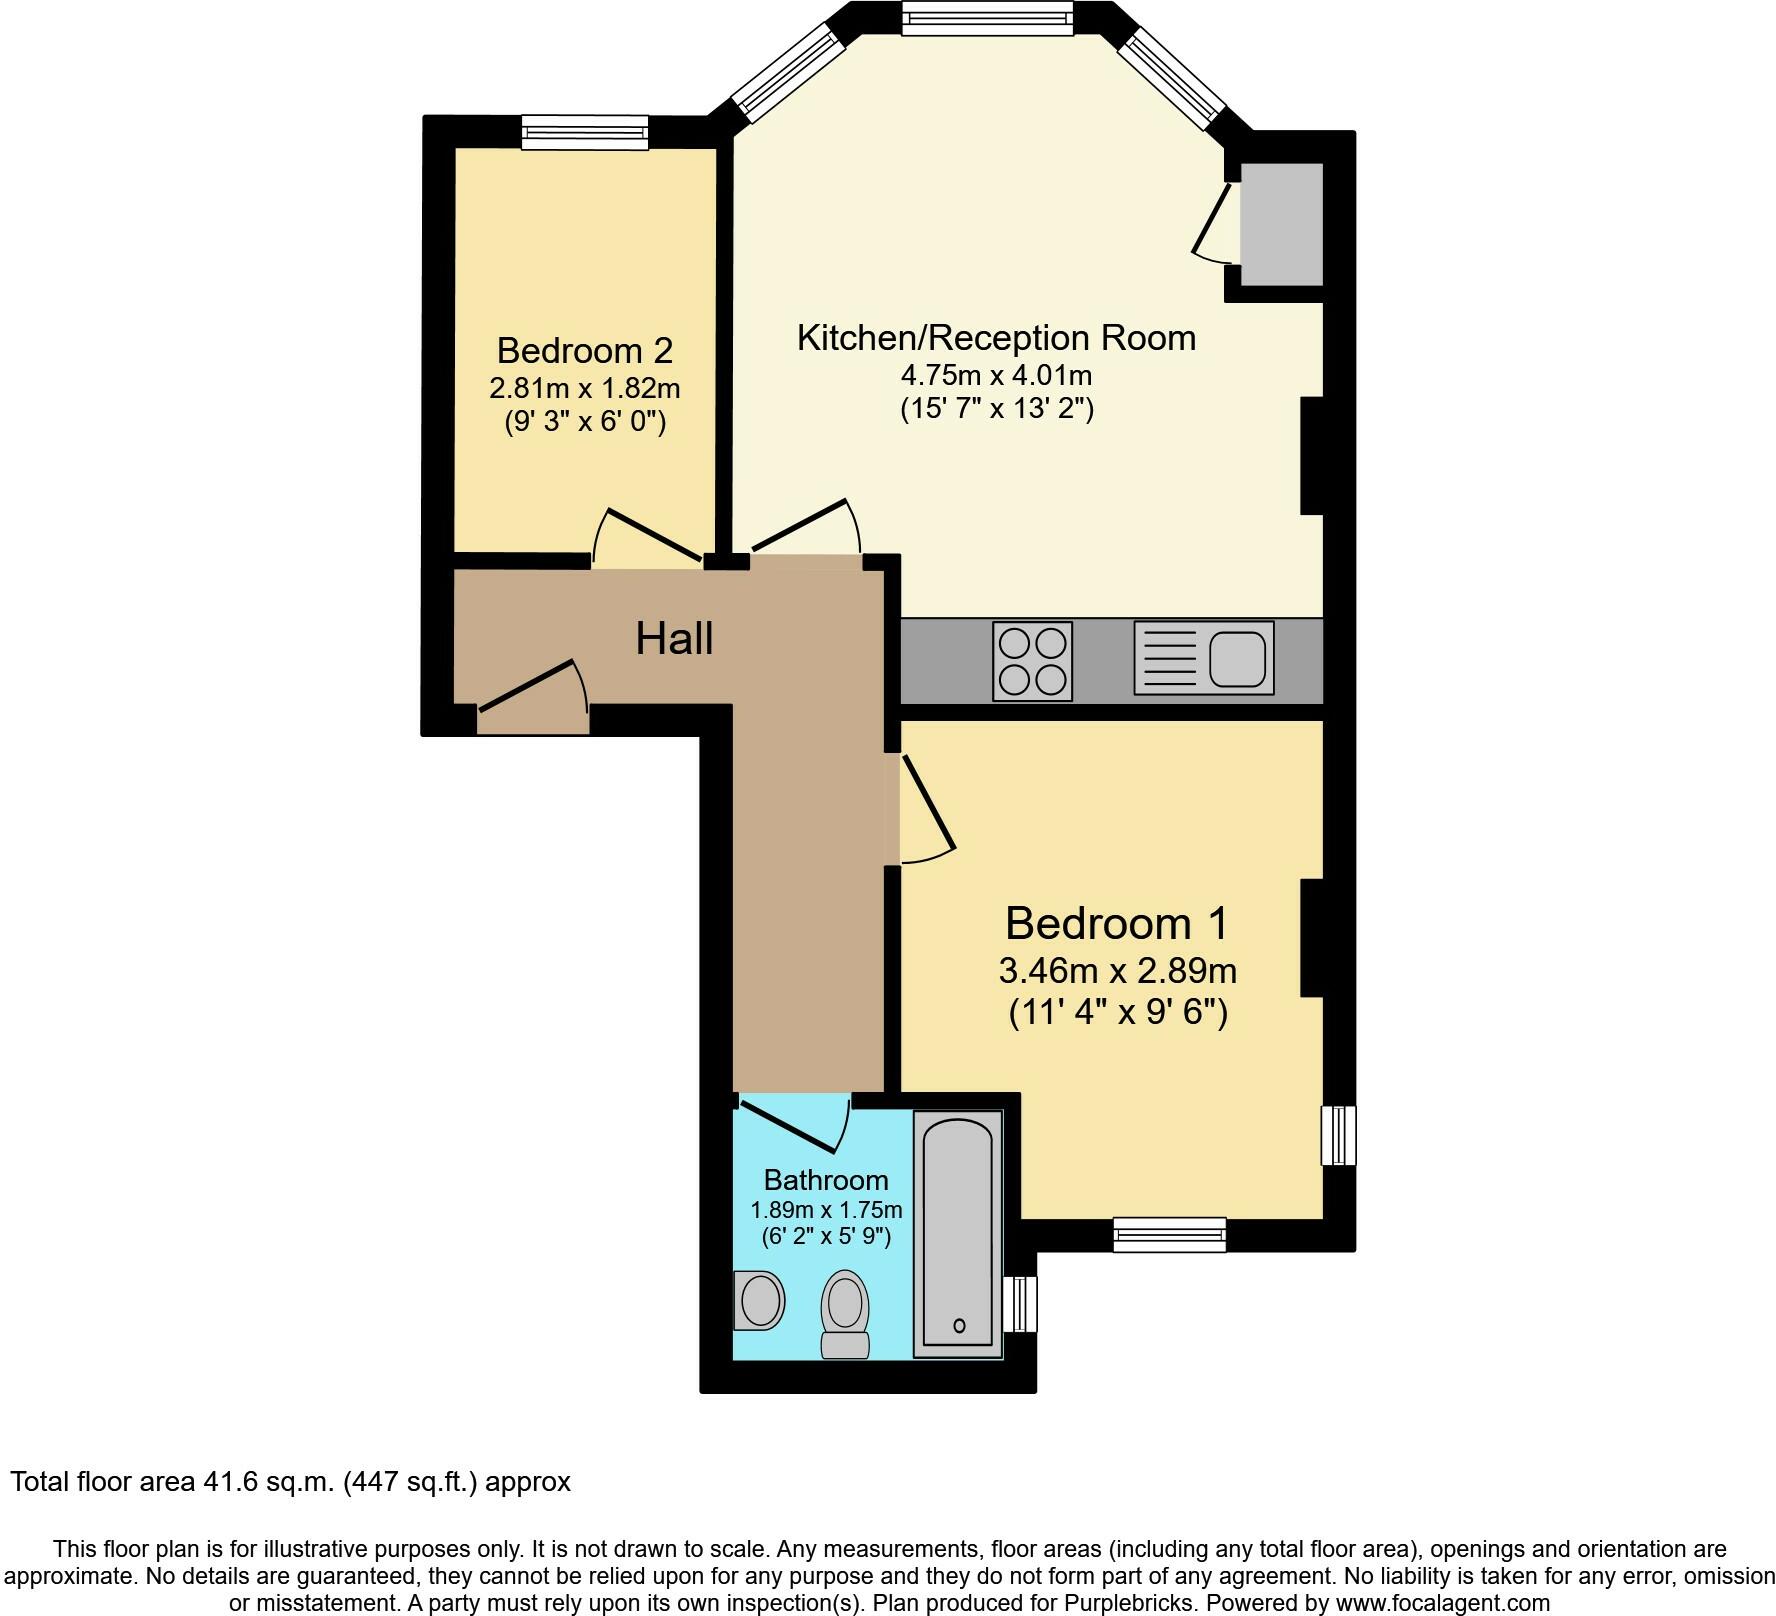 Bedroom 2
2.81m x 1.82m
(9' 3" x 6' 0")
Kitchen/Reception Room
4.75m x 4.01m
(15' 7" x 13' 2")
Hall
Bedroom 1
3.46m x 2.89m
(11' 4" x 9' 6")
Bathroom
1.89m x 1.75m
(6' 2" x 5' 9")
Total floor area 41.6 sq.m. (447 sq.ft.) approx
This floor plan is for illustrative purposes only. It is not drawn to scale. Any measurements, floor areas (including any total floor area), openings and orientation are
approximate. No details are guaranteed, they cannot be relied upon for any purpose and they do not form part of any agreement. No liability is taken for any error, omission
or misstatement. A party must rely upon its own inspection(s). Plan produced for Purplebricks. Powered by www.focalagent.com